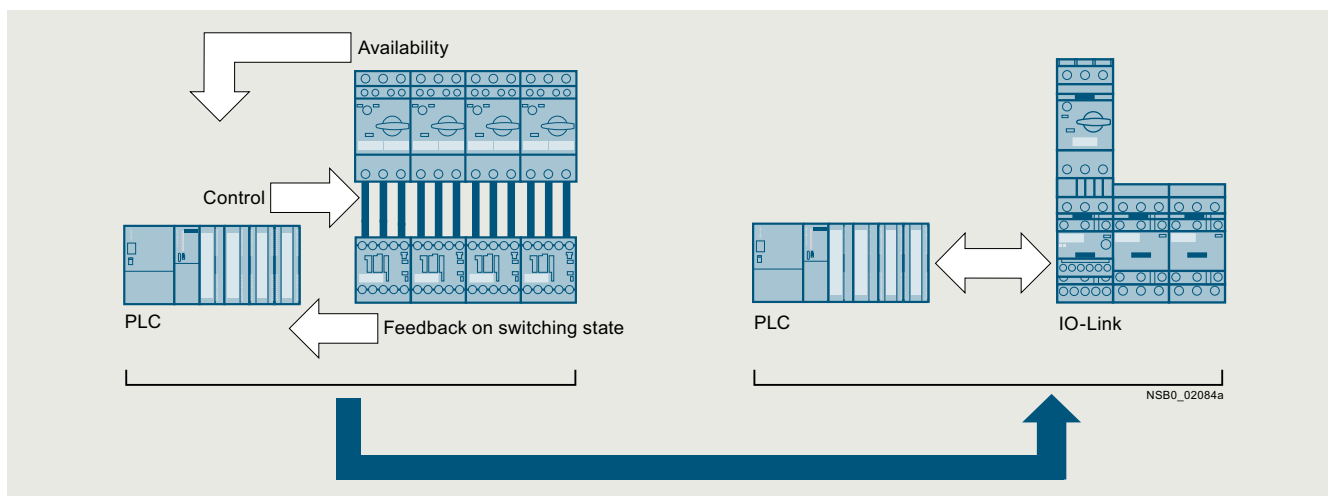 Availability
Control
PLC
Feedback on switching state
PLC
IO-Link
NSB0_02084a